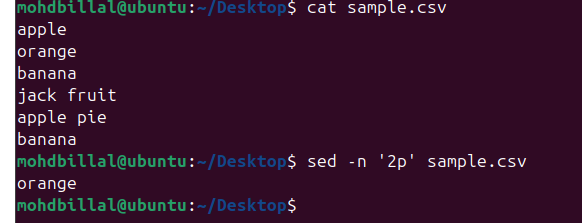 mohdbillal@ubuntu:~/Desktop$ cat sample.csv
apple
orange
banana
jack fruit
apple pie
banana
mohdbillal@ubuntu:~/Desktop$ sed -n '2p' sample.csv
orange
mohdbillal@ubuntu:~/Desktop$